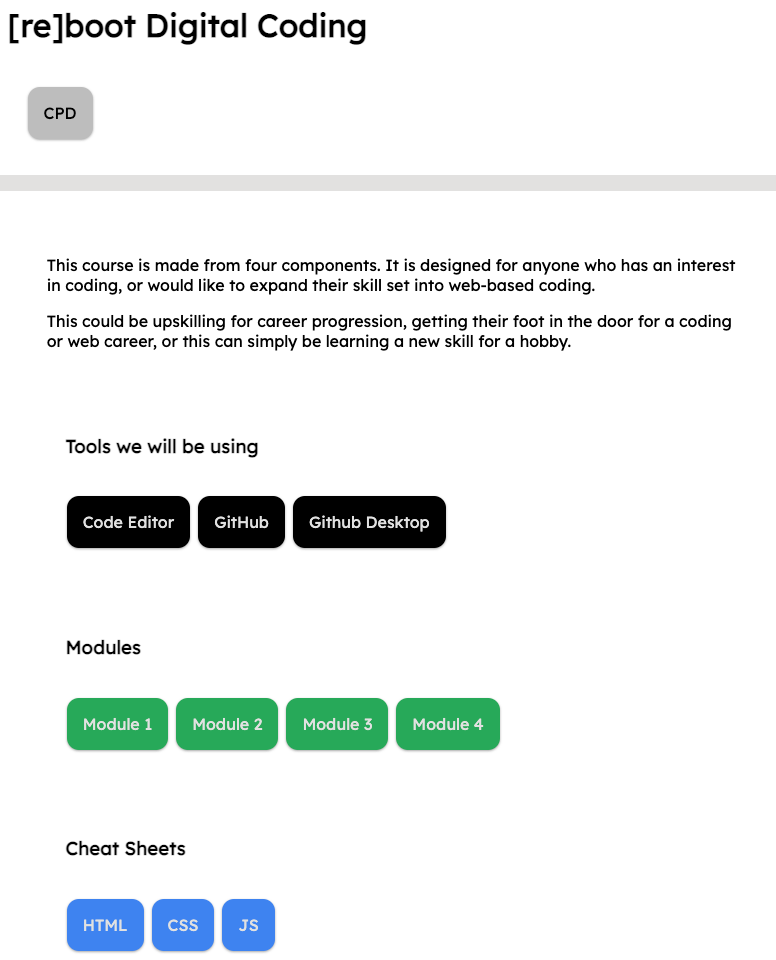 [re]boot Digital Coding
CPD
This course is made from four components. It is designed for anyone who has an interest
in coding, or would like to expand their skill set into web-based coding.
This could be upskilling for career progression, getting their foot in the door for a coding
or web career, or this can simply be learning a new skill for a hobby.
Tools we will be using
Code Editor GitHub Github Desktop
Modules
Module 1 Module 2 Module 3 Module 4
Cheat Sheets
HTML CSS JS